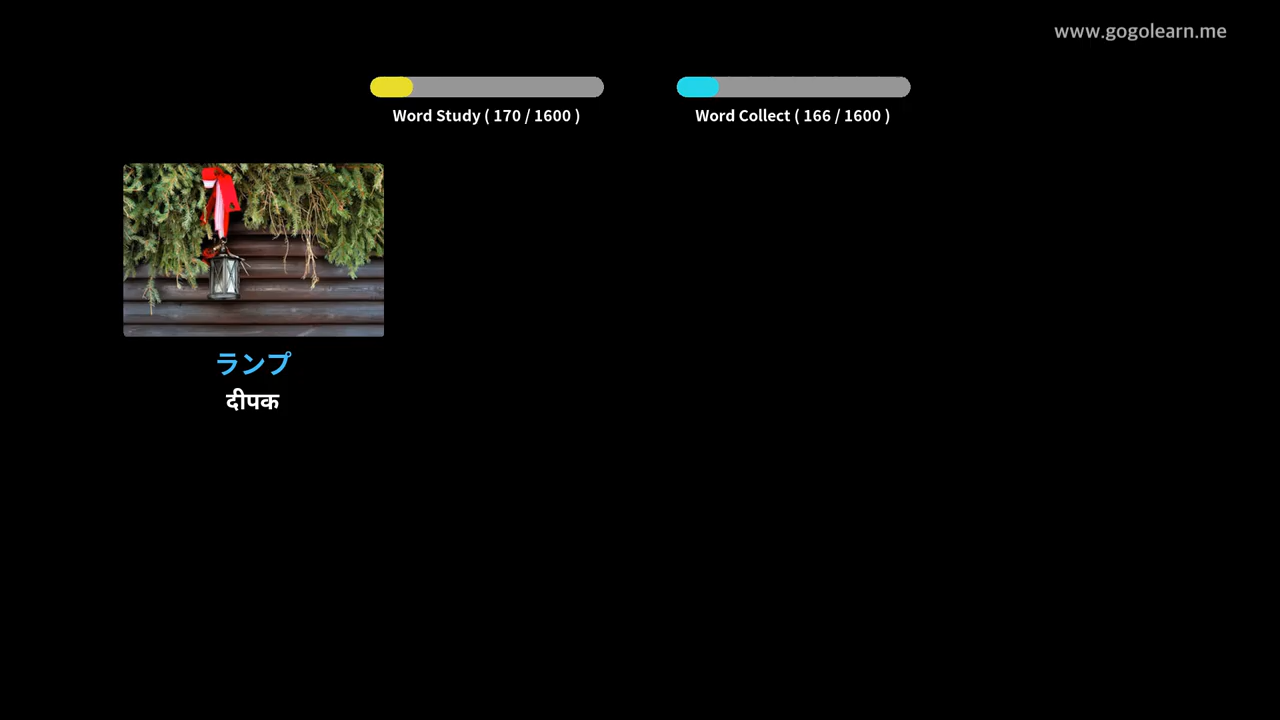 www.gogolearn.me
Word Study ( 170 / 1600 )
Word Collect ( 166 / 1600 )
ランプ
दीपक